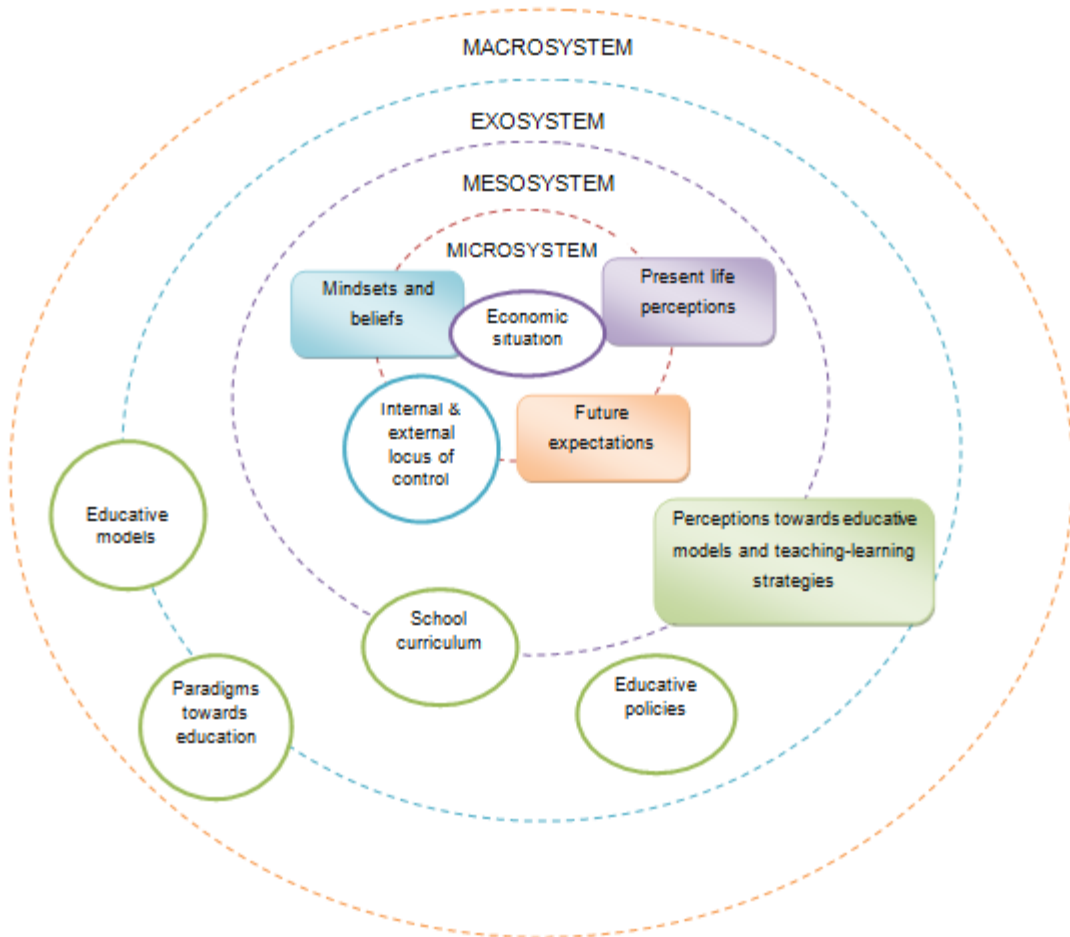 MACROSYSTEM
EXOSYSTEM
MESOSYSTEM
MICROSYSTEM
Mindsets and
beliefs
Economic
situation
Present life
perceptions
Internal &
external
locus of
control
Future
expectations
Educative
models
Perceptions towards educative
models and teaching-learning
strategies
School
curriculum
Paradigms
towards
education
Educative
policies